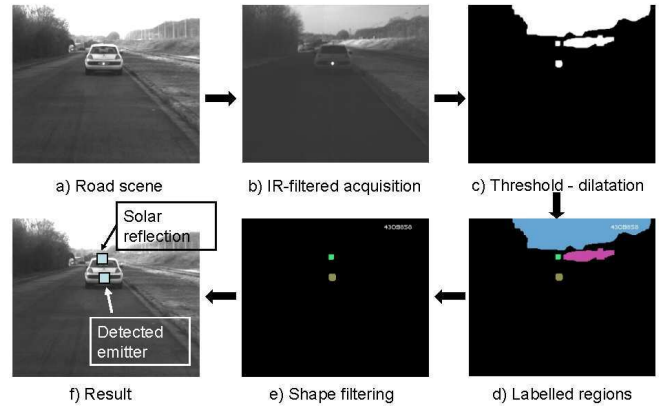 a) Road scene
b) IR-filtered acquisition
c) Threshold - dilatation
Solar
reflection
Detected
emitter
f) Result
e) Shape filtering
d) Labelled regions